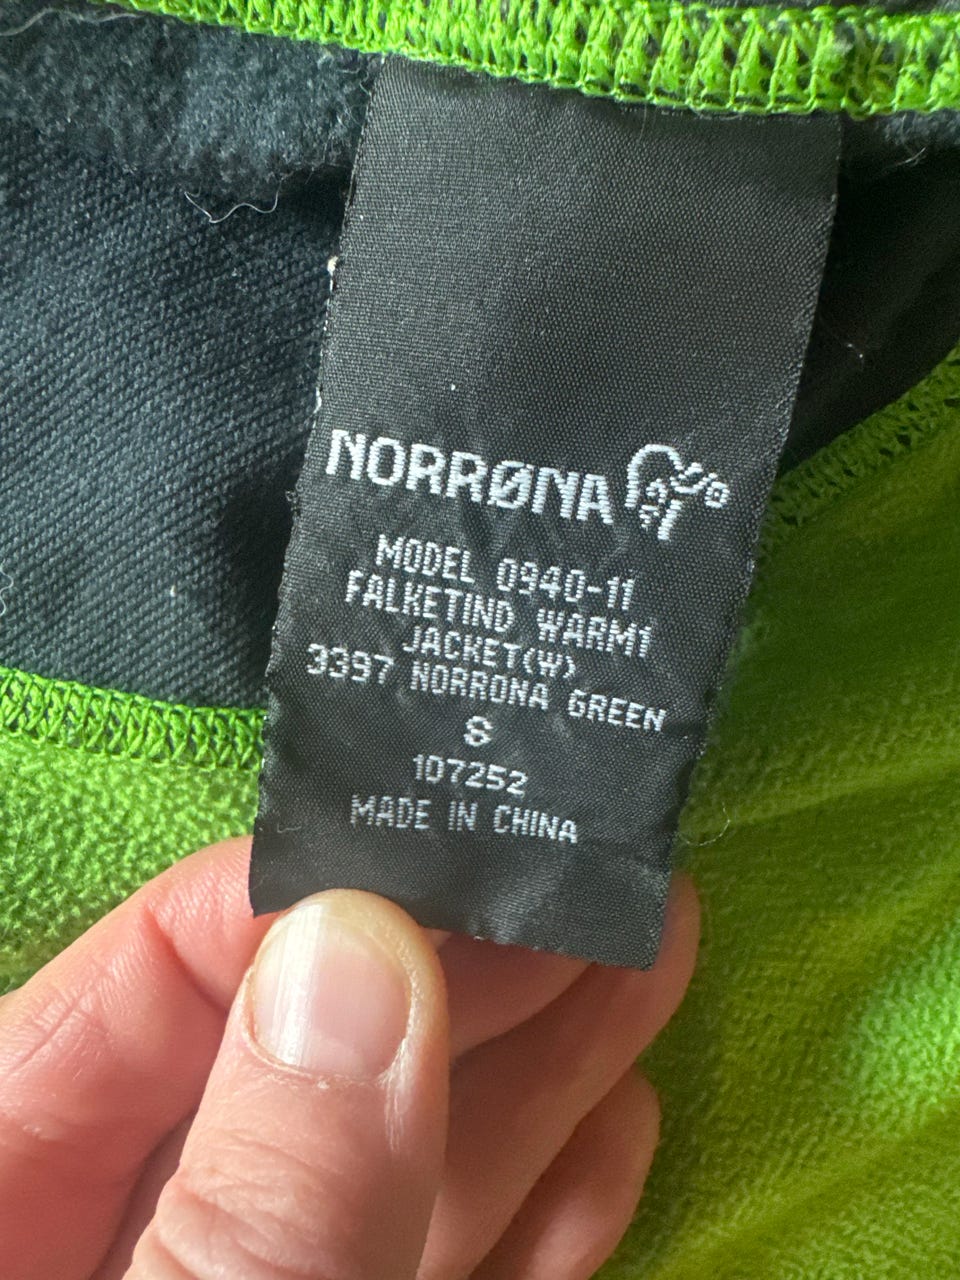 NORRØNA
MODEL 0940-11
FALKETIND WARM1
JACKET(W)
3397 NORRONA GREEN
S
107252
MADE IN CHINA